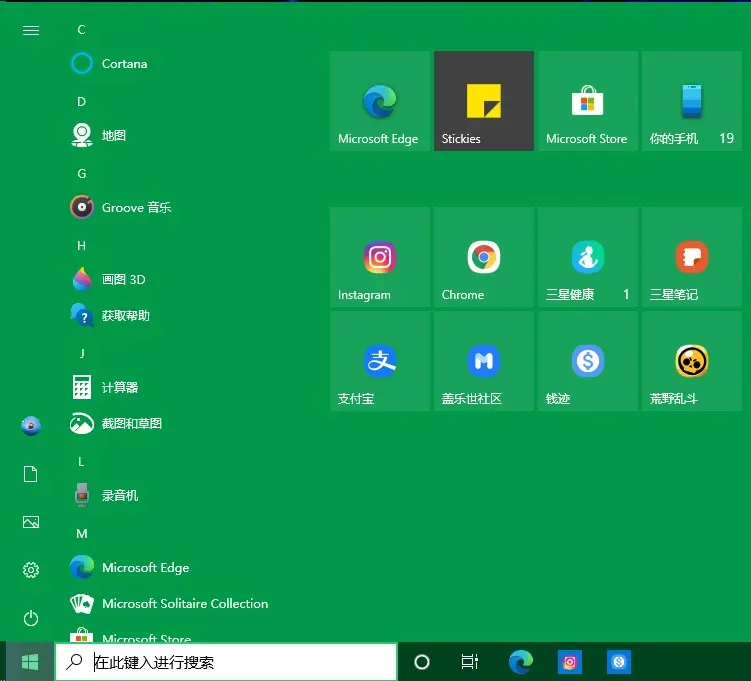 C
Cortana
D
地图
G
Groove 音乐
H
画图 3D
获取帮助
J
计算器
截图和草图
L
录音机
M
Microsoft Edge
Microsoft Solitaire Collection
Microsoft Store
Microsoft Edge
Stickies
Microsoft Store
你的手机 19
Instagram
Chrome
三星健康 1
三星笔记
支付宝
盖乐世社区
钱迹
荒野乱斗
在此键入进行搜索